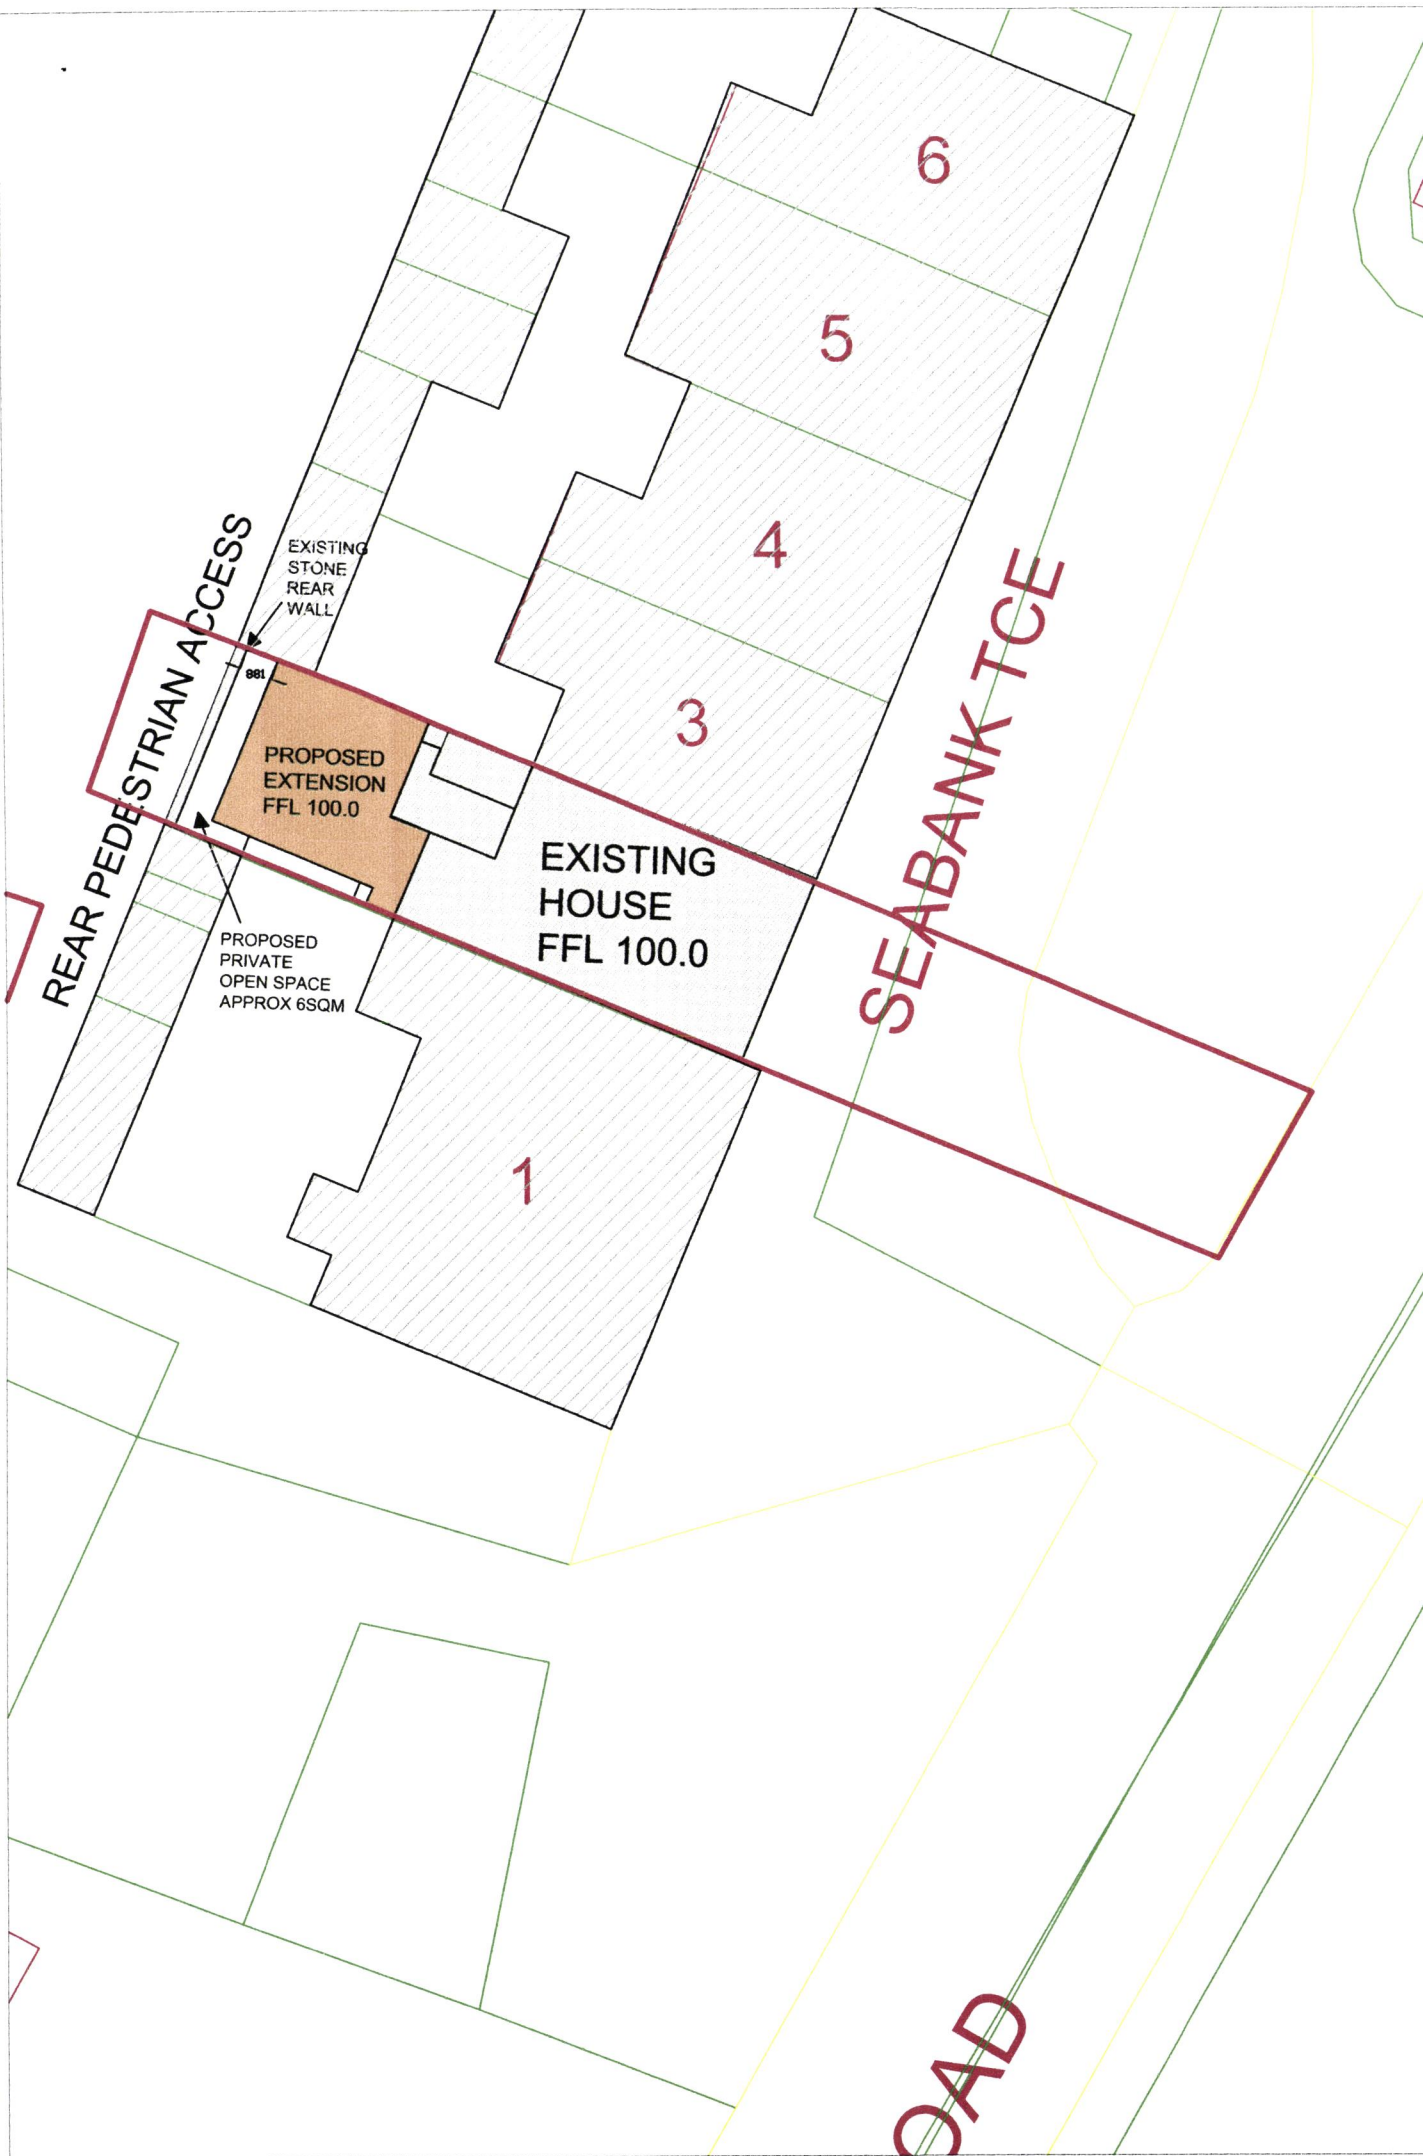 6
5
4
3
EXISTING
STONE
REAR
WALL
REAR PEDESTRIAN ACCESS
881
PROPOSED
EXTENSION
FFL 100.0
EXISTING
HOUSE
FFL 100.0
SEABANK TCE
PROPOSED
PRIVATE
OPEN SPACE
APPROX 6SQM
1
OAD